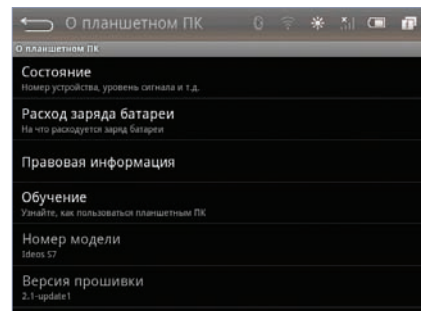 О планшетном ПК
О планшетном ПК
Состояние
Номер устройства, уровень сигнала и т.д.
Расход заряда батареи
На что расходуется заряд батареи
Правовая информация
Обучение
Узнайте, как пользоваться планшетным ПК
Номер модели
Ideos S7
Версия прошивки
2.1-update1